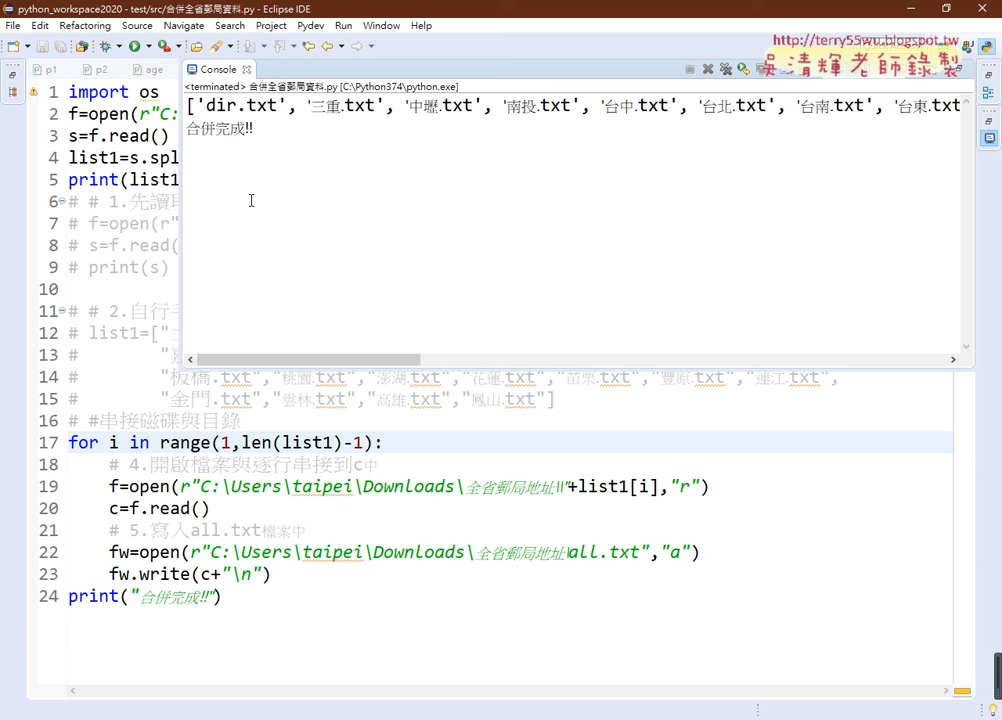 python_workspace2020 - test/src/合併全省郵局資料.py - Eclipse IDE
File Edit Refactoring Source Navigate Search Project Pydev Run Window Help
http://terry55wu.blogspot.tw
吳清輝老師錄製
p1 p2 age Console
<terminated> 合併全省郵局資料.py [C:\Python374\python.exe]
['dir.txt', '三重.txt', '中壢.txt', '南投.txt', '台中.txt', '台北.txt', '台南.txt', '台東.txt
合併完成!!
1 import os
2 f=open(r"C:
3 s=f.read()
4 list1=s.spl
5 print(list1
6 # # 1.先讀
7 # f=open(r"
8 # s=f.read(
9 # print(s)
10
11 # # 2.自行
12 # list1=["
13 # "
14 # "板橋.txt","桃園.txt","澎湖.txt","花蓮.txt","苗栗.txt","豐原.txt","連江.txt",
15 # "金門.txt","雲林.txt","高雄.txt","鳳山.txt"]
16 # #串接磁碟與目錄
17 for i in range(1,len(list1)-1):
18 # 4.開啟檔案與逐行串接到c中
19 f=open(r"C:\Users\taipei\Downloads\全省郵局地址\\"+list1[i],"r")
20 c=f.read()
21 # 5.寫入all.txt檔案中
22 fw=open(r"C:\Users\taipei\Downloads\全省郵局地址\all.txt","a")
23 fw.write(c+"\n")
24 print("合併完成!!")